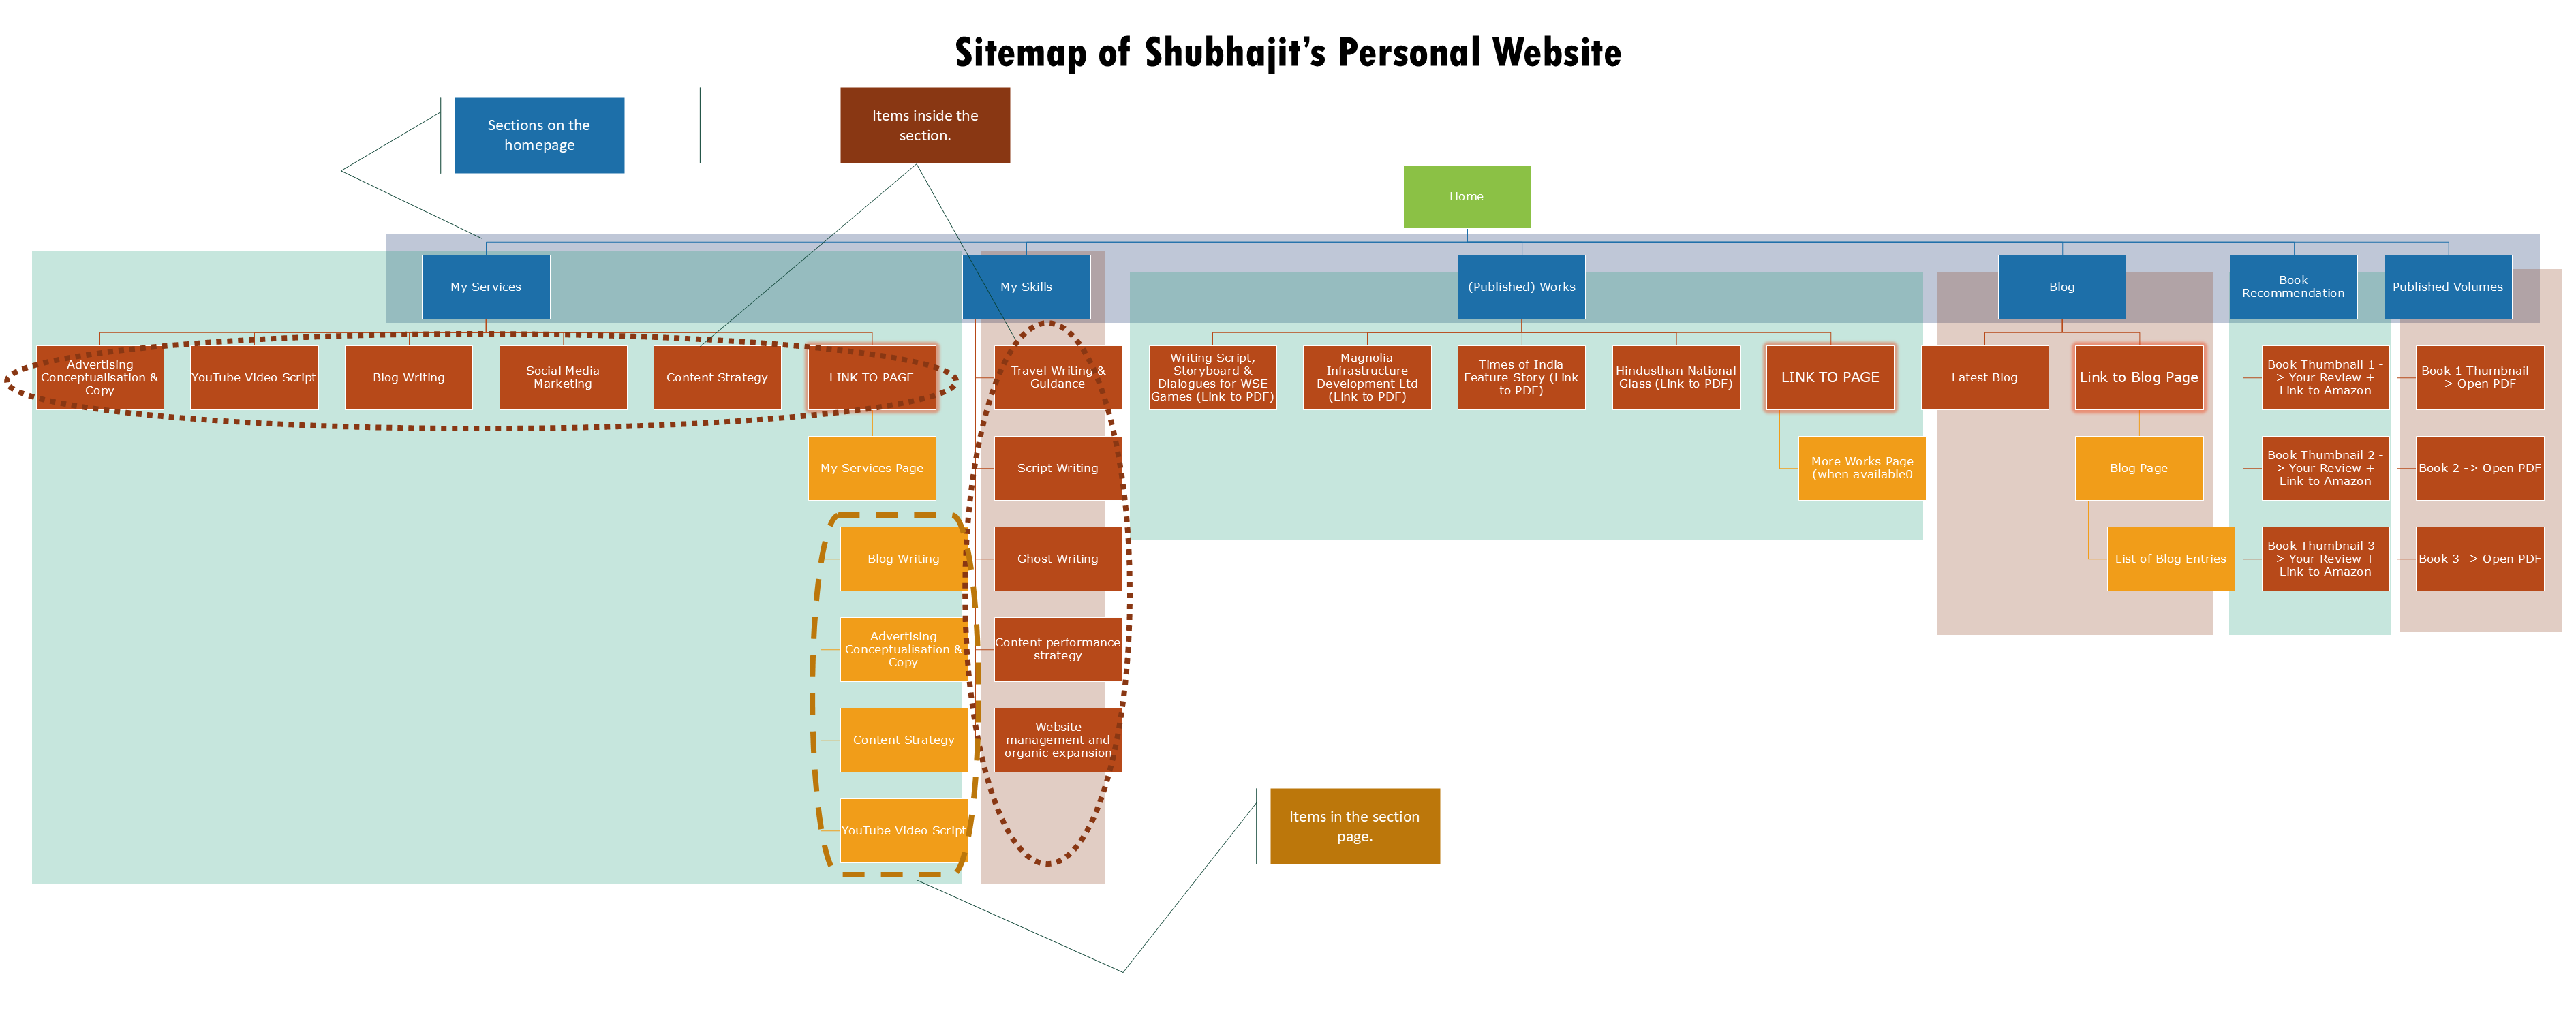 Sitemap of Shubhajit's Personal Website
Sections on the
homepage
Items inside the
section.
Home
My Services
My Skills
(Published) Works
Blog
Book
Recommendation
Published Volumes
Advertising
Conceptualisation &
Copy
YouTube Video Script
Blog Writing
Social Media
Marketing
Content Strategy
LINK TO PAGE
Travel Writing &
Guidance
Writing Script,
Storyboard &
Dialogues for WSE
Games (Link to PDF)
Magnolia
Infrastructure
Development Ltd
(Link to PDF)
Times of India
Feature Story (Link
to PDF)
Hindusthan National
Glass (Link to PDF)
LINK TO PAGE
Latest Blog
Link to Blog Page
Book Thumbnail 1 -
> Your Review +
Link to Amazon
Book 1 Thumbnail -
> Open PDF
My Services Page
Script Writing
More Works Page
(when available0
Blog Page
Book Thumbnail 2 -
> Your Review +
Link to Amazon
Book 2 -> Open PDF
Blog Writing
Ghost Writing
List of Blog Entries
Book Thumbnail 3 -
> Your Review +
Link to Amazon
Book 3 -> Open PDF
Advertising
Conceptualisation &
Copy
Content performance
strategy
Content Strategy
Website
management and
organic expansion
YouTube Video Script
Items in the section
page.